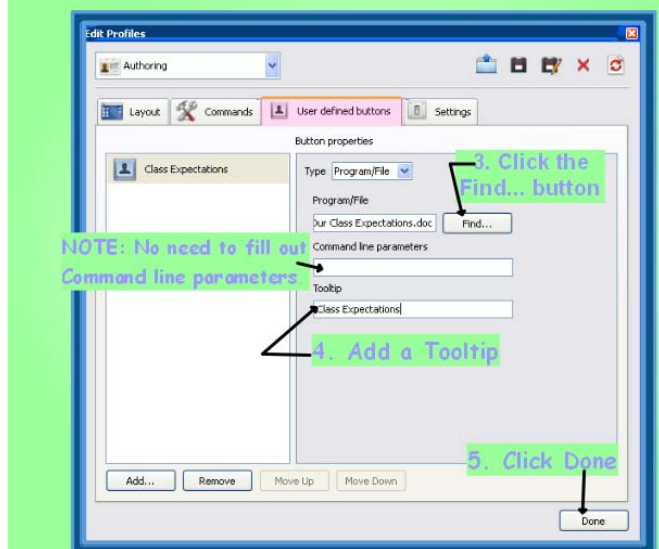 Edit Profiles
Authoring
Layout Commands User defined buttons Settings
Button properties
Class Expectations
Type Program/File
3. Click the
Find... button
Program/File
Our Class Expectations.doc Find...
NOTE: No need to fill out
Command line parameters.
Command line parameters
Tooltip
Class Expectations
4. Add a Tooltip
5. Click Done
Add... Remove Move Up Move Down
Done